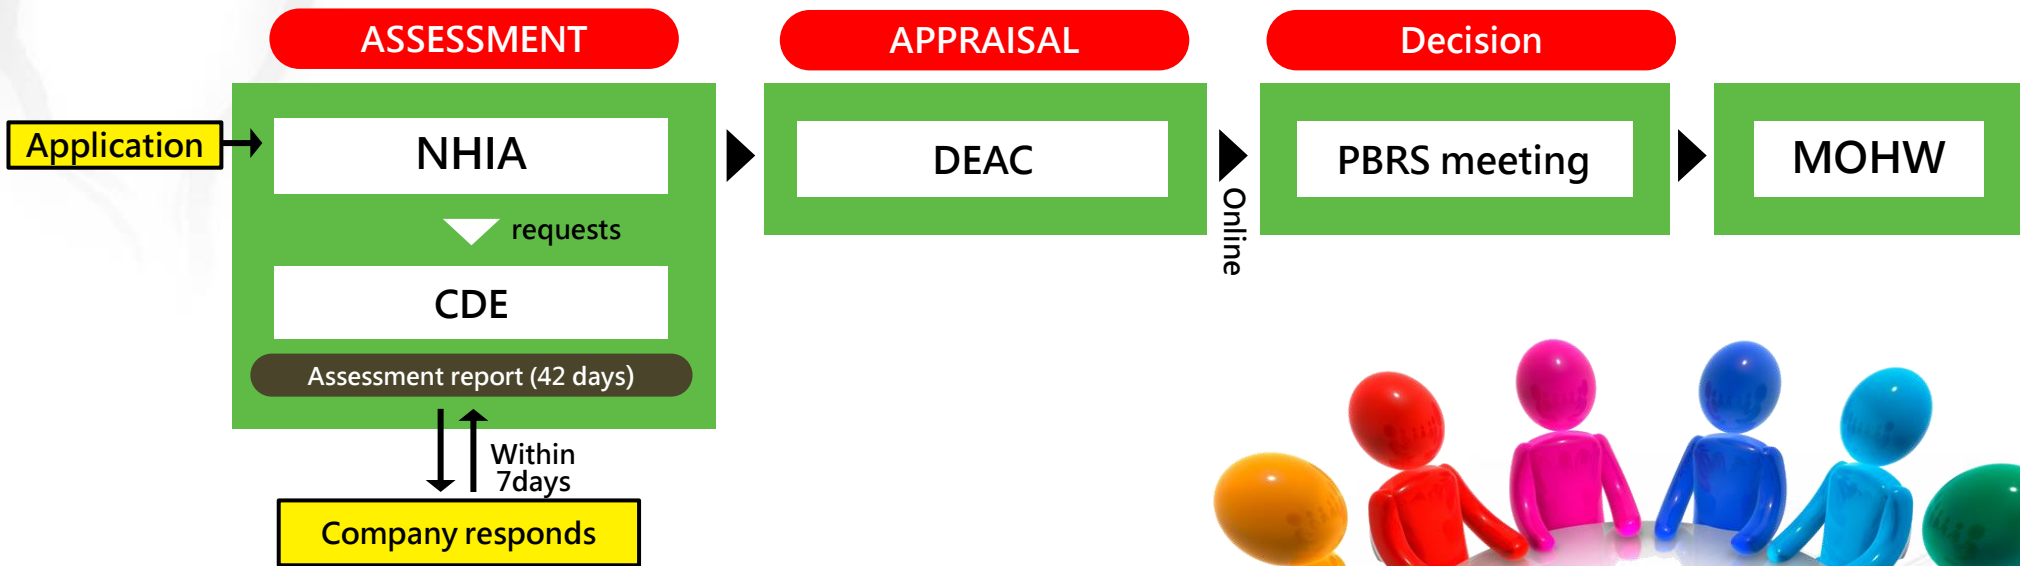 ASSESSMENT
APPRAISAL
Decision
Application
NHIA
requests
CDE
Assessment report (42 days)
Within
7days
Company responds
DEAC
Online
PBRS meeting
MOHW